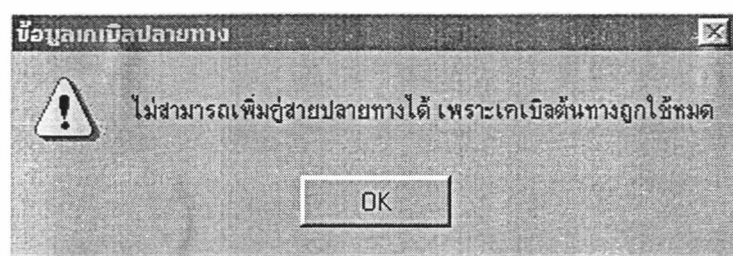 ข้อมูลเกเบิลปลายทาง
ไม่สามารถเพิ่มคู่สายปลายทางได้ เพราะเคเบิลต้นทางถูกใช้หมด
OK